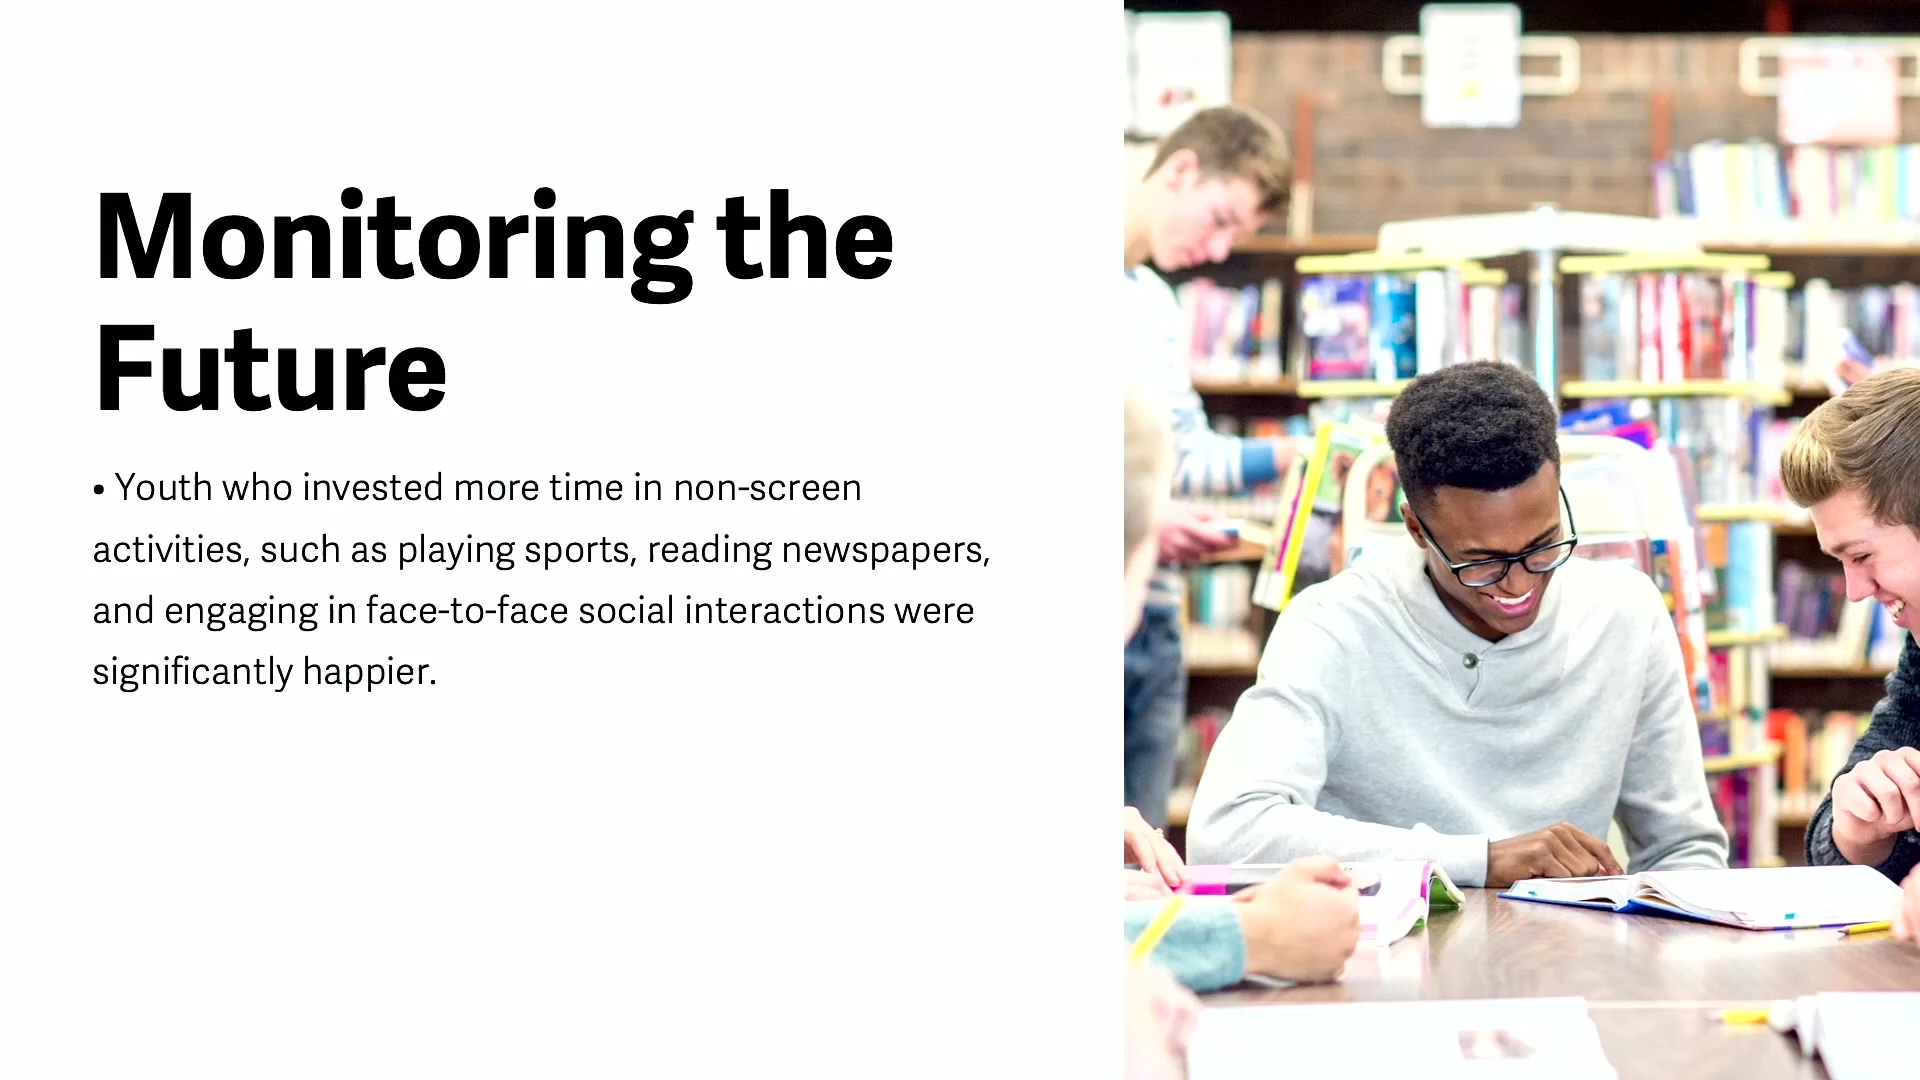 Monitoring the
Future
• Youth who invested more time in non-screen
activities, such as playing sports, reading newspapers,
and engaging in face-to-face social interactions were
significantly happier.